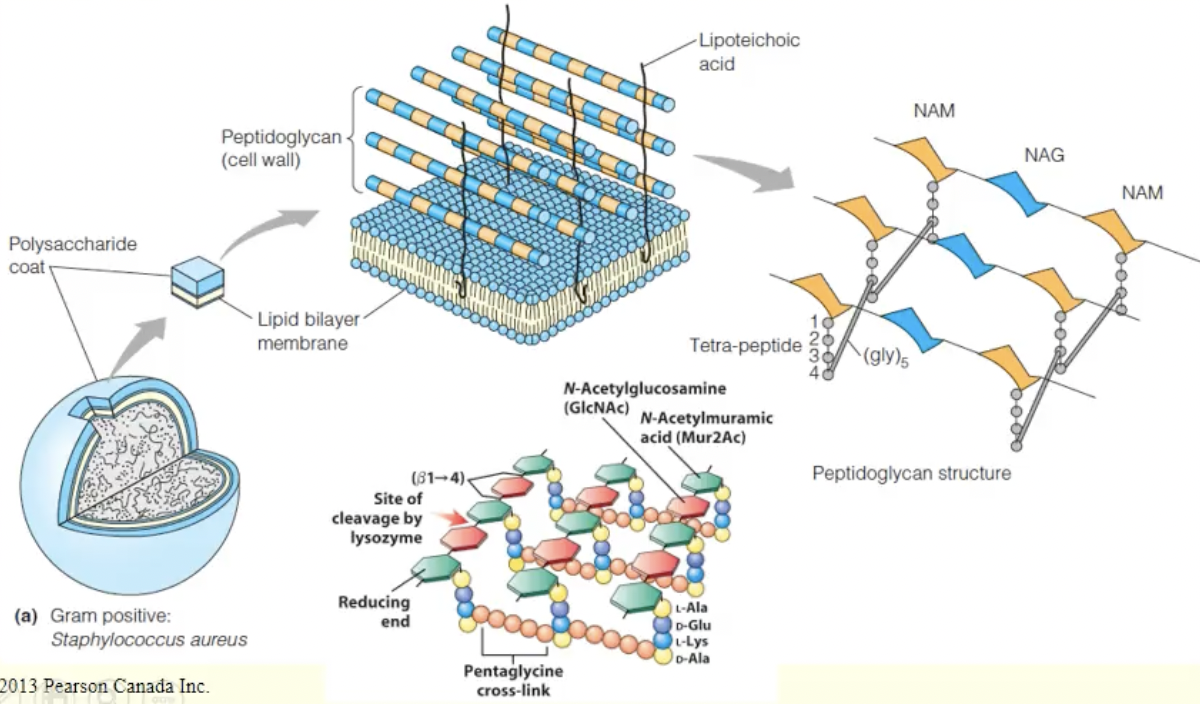 Lipoteichoic
acid
Peptidoglycan
(cell wall)
NAM
NAG
NAM
Polysaccharide
coat
Lipid bilayer
membrane
Tetra-peptide
1
2
3
4
(gly)5
Peptidoglycan structure
(a) Gram positive:
Staphylococcus aureus
N-Acetylglucosamine
(GlcNAc)
N-Acetylmuramic
acid (Mur2Ac)
(β1→4)
Site of
cleavage by
lysozyme
Reducing
end
L-Ala
D-Glu
L-Lys
D-Ala
Pentaglycine
cross-link
2013 Pearson Canada Inc.